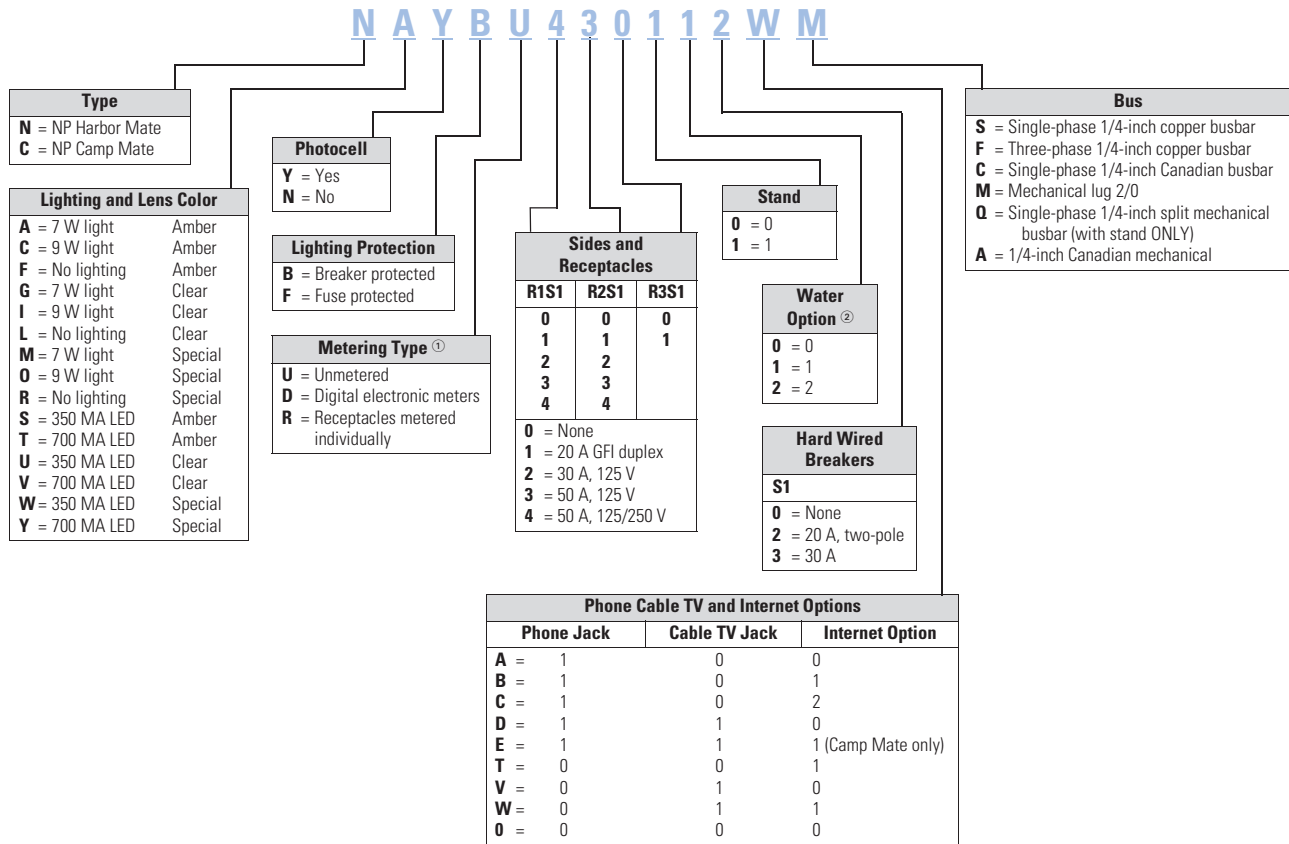 N A Y B U 4 3 0 1 1 2 W M
Type
N = NP Harbor Mate
C = NP Camp Mate
Lighting and Lens Color
A = 7 W light Amber
C = 9 W light Amber
F = No lighting Amber
G = 7 W light Clear
I = 9 W light Clear
L = No lighting Clear
M = 7 W light Special
O = 9 W light Special
R = No lighting Special
S = 350 MA LED Amber
T = 700 MA LED Amber
U = 350 MA LED Clear
V = 700 MA LED Clear
W = 350 MA LED Special
Y = 700 MA LED Special
Photocell
Y = Yes
N = No
Lighting Protection
B = Breaker protected
F = Fuse protected
Metering Type ①
U = Unmetered
D = Digital electronic meters
R = Receptacles metered
individually
Sides and
Receptacles
R1S1 R2S1 R3S1
0 0 0
1 1 1
2 2
3 3
4 4
0 = None
1 = 20 A GFI duplex
2 = 30 A, 125 V
3 = 50 A, 125 V
4 = 50 A, 125/250 V
Stand
0 = 0
1 = 1
Water
Option ②
0 = 0
1 = 1
2 = 2
Hard Wired
Breakers
S1
0 = None
2 = 20 A, two-pole
3 = 30 A
Bus
S = Single-phase 1/4-inch copper busbar
F = Three-phase 1/4-inch copper busbar
C = Single-phase 1/4-inch Canadian busbar
M = Mechanical lug 2/0
Q = Single-phase 1/4-inch split mechanical
busbar (with stand ONLY)
A = 1/4-inch Canadian mechanical
Phone Cable TV and Internet Options
Phone Jack Cable TV Jack Internet Option
A = 1 0 0
B = 1 0 1
C = 1 0 2
D = 1 1 0
E = 1 1 1 (Camp Mate only)
T = 0 0 1
V = 0 1 0
W = 0 1 1
0 = 0 0 0